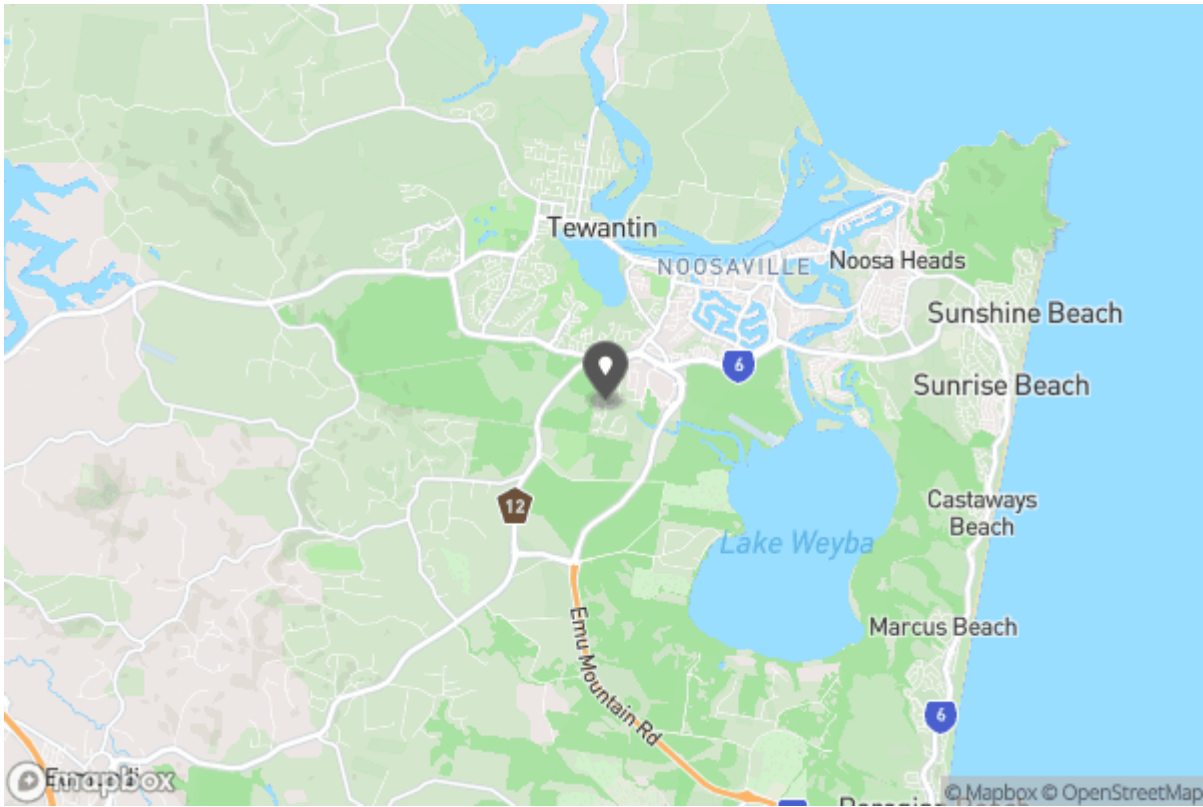 Tewantin
NOOSAVILLE
Noosa Heads
Sunshine Beach
6
Sunrise Beach
12
Castaways
Beach
Lake Weyba
Emu Mountain Rd
Marcus Beach
6
mapbox
© Mapbox © OpenStreetMap